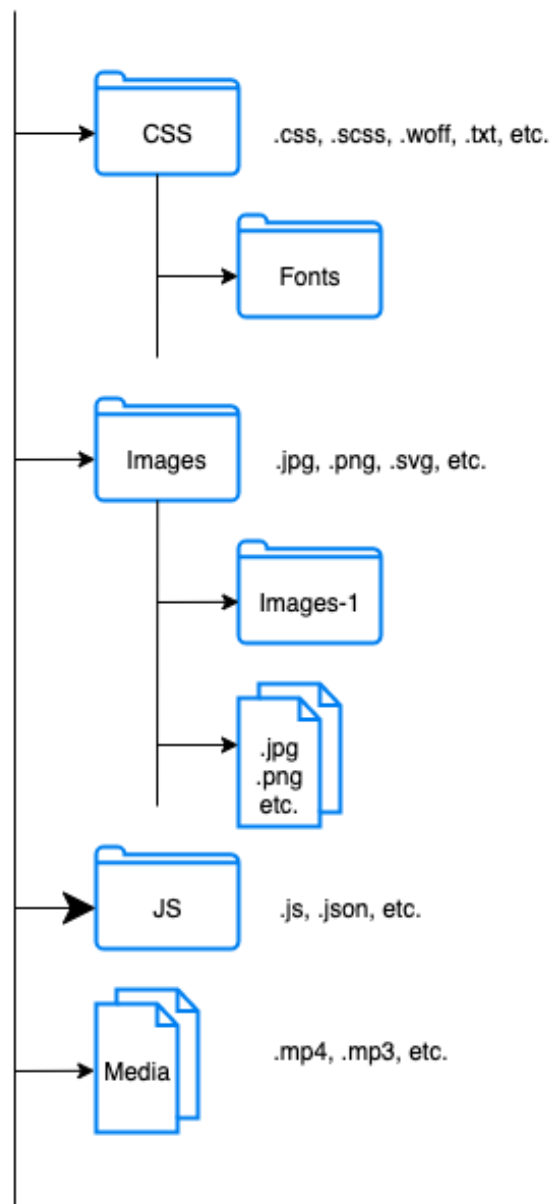 CSS
.css, .scss, .woff, .txt, etc.
Fonts
Images
.jpg, .png, .svg, etc.
Images-1
.jpg
.png
etc.
JS
.js, .json, etc.
Media
.mp4, .mp3, etc.